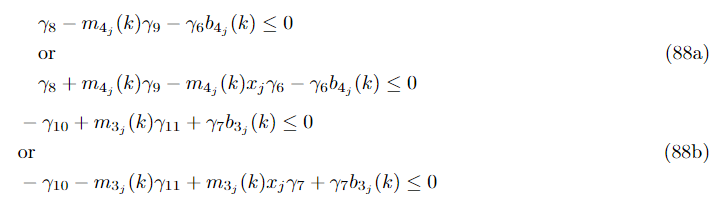 γ₈ − m₄ⱼ(k)γ₉ − γ₆b₄ⱼ(k) ≤ 0
or (88a)
γ₈ + m₄ⱼ(k)γ₉ − m₄ⱼ(k)xⱼγ₆ − γ₆b₄ⱼ(k) ≤ 0
− γ₁₀ + m₃ⱼ(k)γ₁₁ + γ₇b₃ⱼ(k) ≤ 0
or (88b)
− γ₁₀ − m₃ⱼ(k)γ₁₁ + m₃ⱼ(k)xⱼγ₇ + γ₇b₃ⱼ(k) ≤ 0